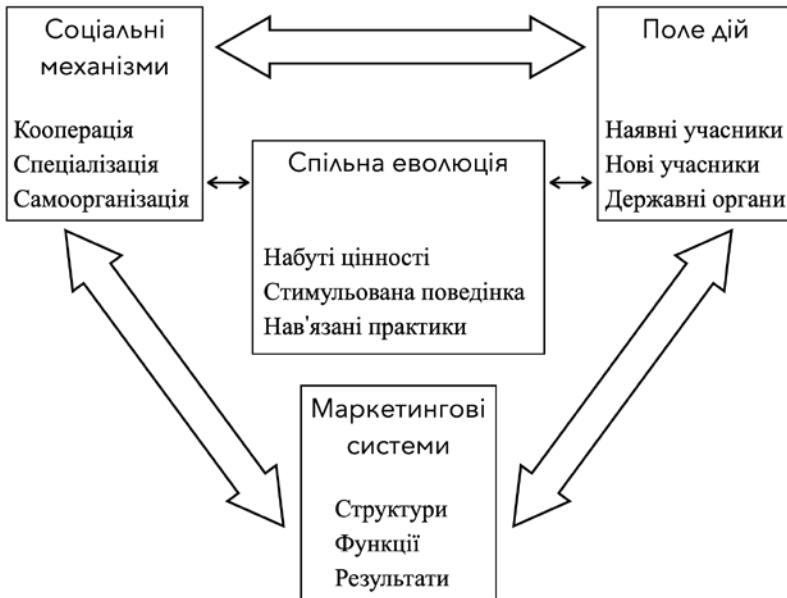 Соціальні
механізми
Кооперація
Спеціалізація
Самоорганізація
Поле дій
Наявні учасники
Нові учасники
Державні органи
Спільна еволюція
Набуті цінності
Стимульована поведінка
Нав'язані практики
Маркетингові
системи
Структури
Функції
Результати